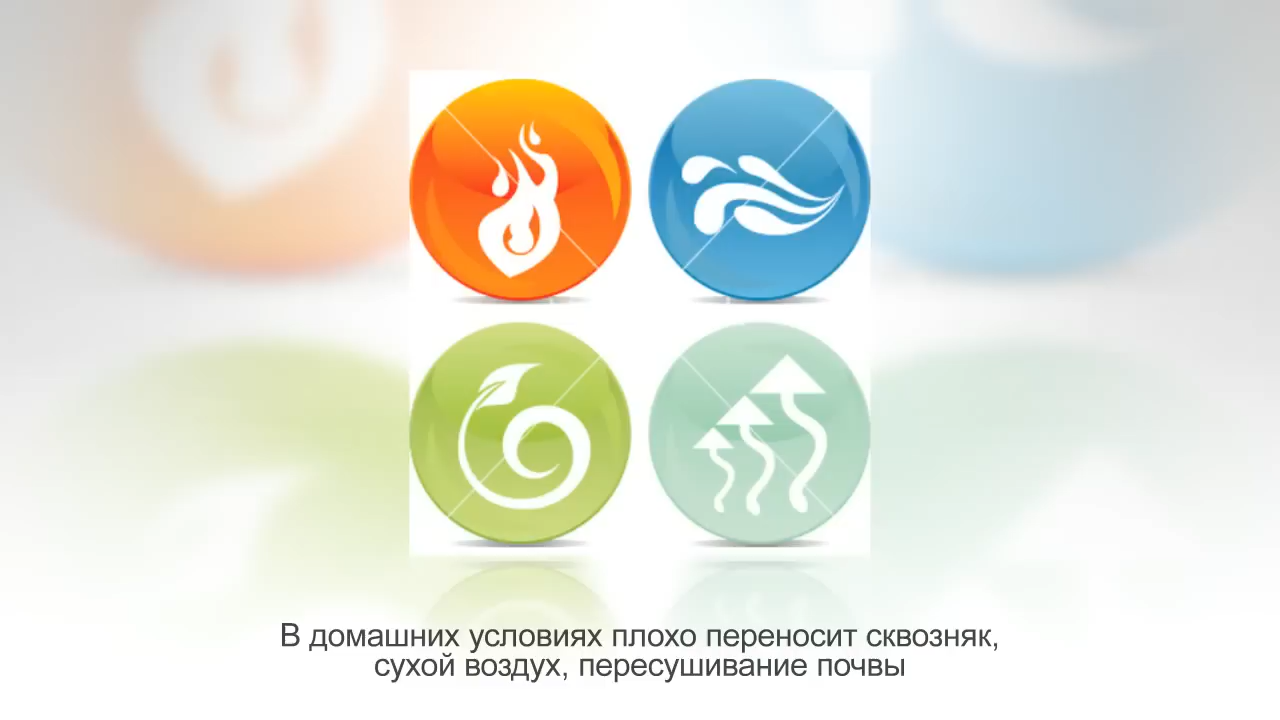 В домашних условиях плохо переносит сквозняк,
сухой воздух, пересушивание почвы